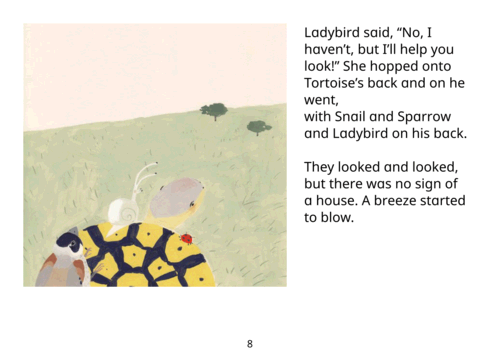 Ladybird said, “No, I
haven’t, but I’ll help you
look!” She hopped onto
Tortoise’s back and on he
went,
with Snail and Sparrow
and Ladybird on his back.
They looked and looked,
but there was no sign of
a house. A breeze started
to blow.
8